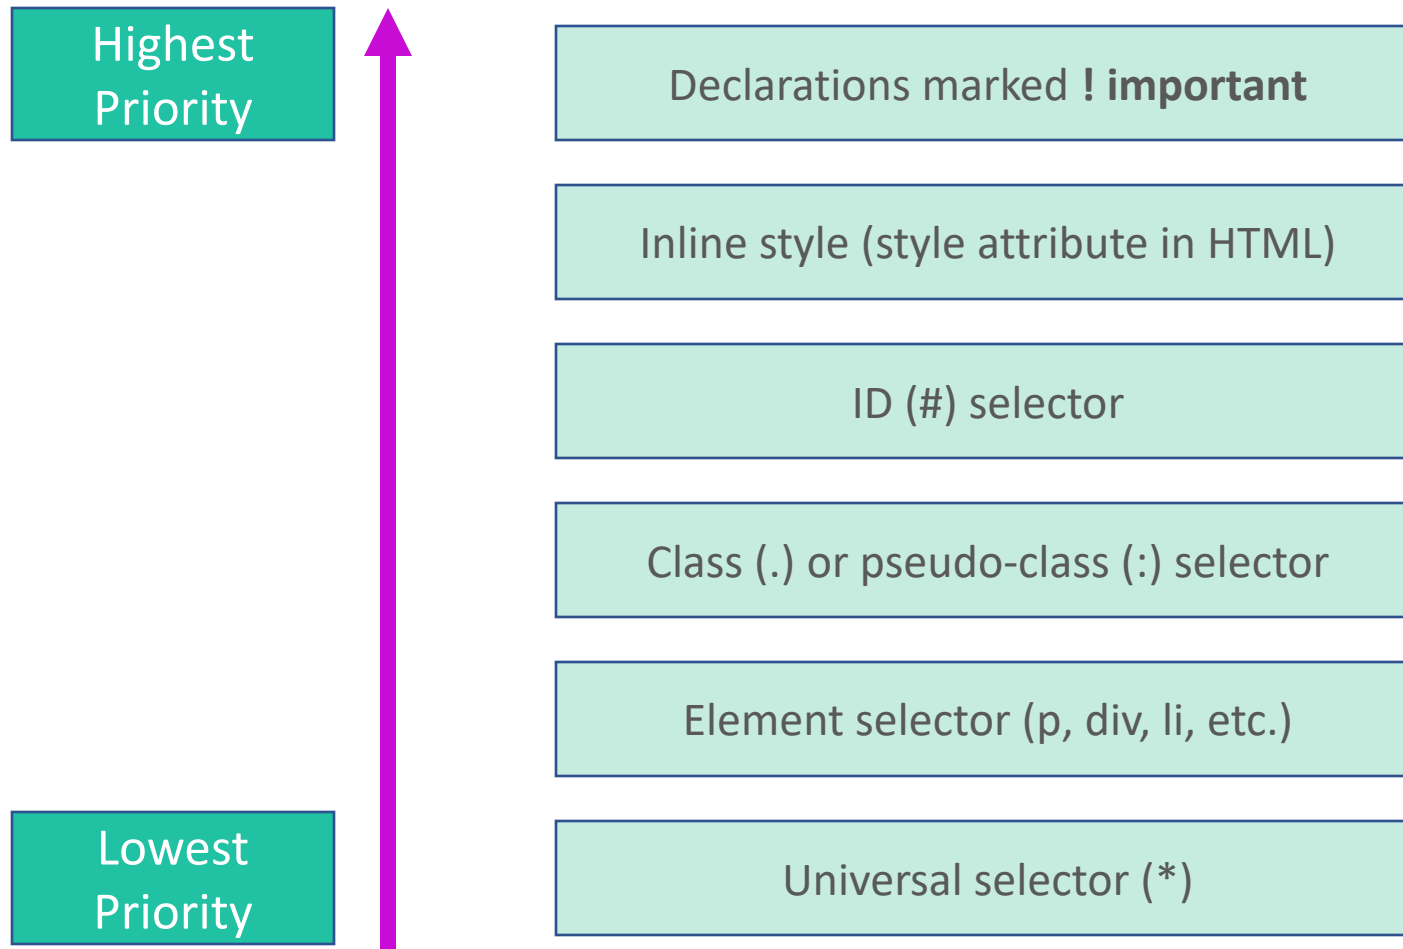 Highest
Priority
Declarations marked ! important
Inline style (style attribute in HTML)
ID (#) selector
Class (.) or pseudo-class (:) selector
Element selector (p, div, li, etc.)
Lowest
Priority
Universal selector (*)